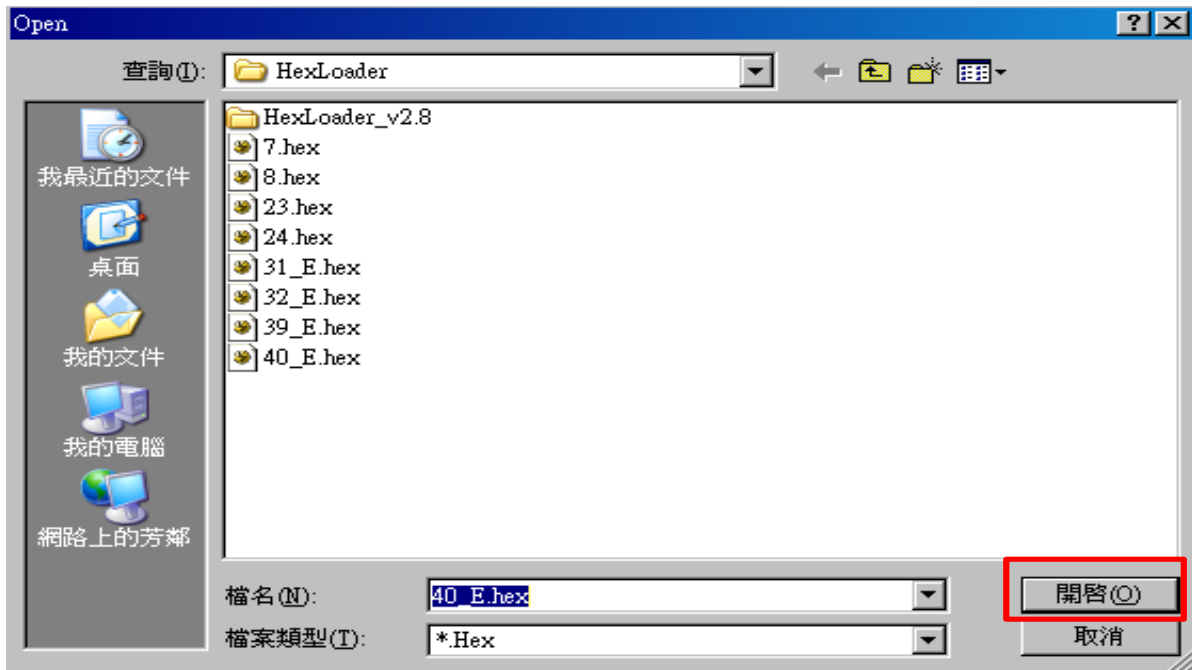 Open
查詢(I):
HexLoader
我最近的文件
桌面
我的文件
我的電腦
網路上的芳鄰
HexLoader_v2.8
7.hex
8.hex
23.hex
24.hex
31_E.hex
32_E.hex
39_E.hex
40_E.hex
檔名(N):
40_E.hex
開啓(O)
檔案類型(T):
*.Hex
取消